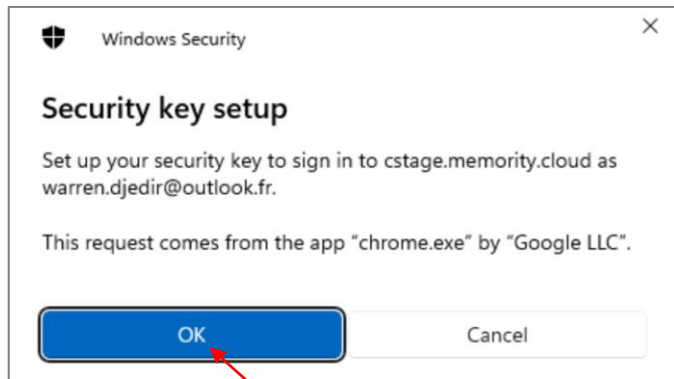 Windows Security
Security key setup
Set up your security key to sign in to cstage.memority.cloud as
warren.djedir@outlook.fr.
This request comes from the app “chrome.exe” by “Google LLC”.
OK
Cancel